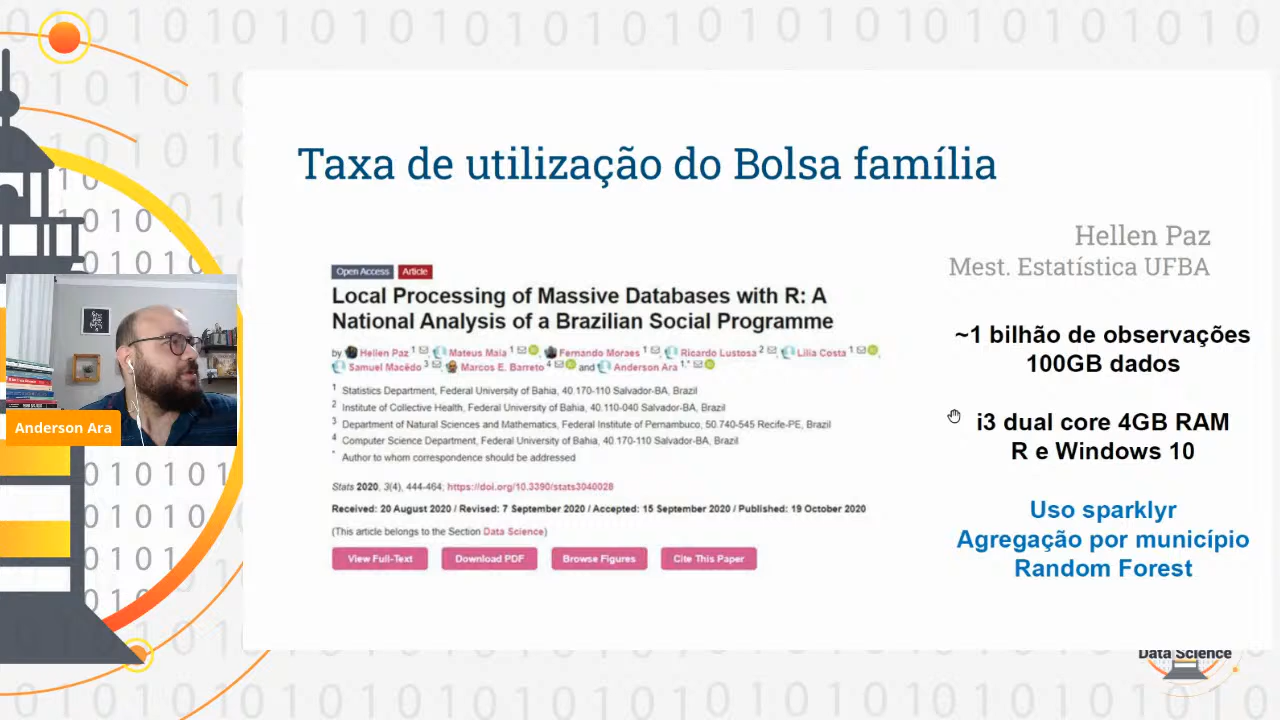 Taxa de utilização do Bolsa família
Hellen Paz
Mest. Estatística UFBA
Open Access Article
Local Processing of Massive Databases with R: A
National Analysis of a Brazilian Social Programme
by Hellen Paz 1, Mateus Maia 1, Fernando Moraes 1, Ricardo Lustosa 2, Lilia Costa 1,
Samuel Macêdo 3, Marcos E. Barreto 4 and Anderson Ara 1,*
1 Statistics Department, Federal University of Bahia, 40.170-110 Salvador-BA, Brazil
2 Institute of Collective Health, Federal University of Bahia, 40.110-040 Salvador-BA, Brazil
3 Department of Natural Sciences and Mathematics, Federal Institute of Pernambuco, 50.740-545 Recife-PE, Brazil
4 Computer Science Department, Federal University of Bahia, 40.170-110 Salvador-BA, Brazil
* Author to whom correspondence should be addressed
Stats 2020, 3(4), 444-464; https://doi.org/10.3390/stats3040028
Received: 20 August 2020 / Revised: 7 September 2020 / Accepted: 15 September 2020 / Published: 19 October 2020
(This article belongs to the Section Data Science)
View Full-Text Download PDF Browse Figures Cite This Paper
~1 bilhão de observações
100GB dados
i3 dual core 4GB RAM
R e Windows 10
Uso sparklyr
Agregação por município
Random Forest
Anderson Ara
Data Science